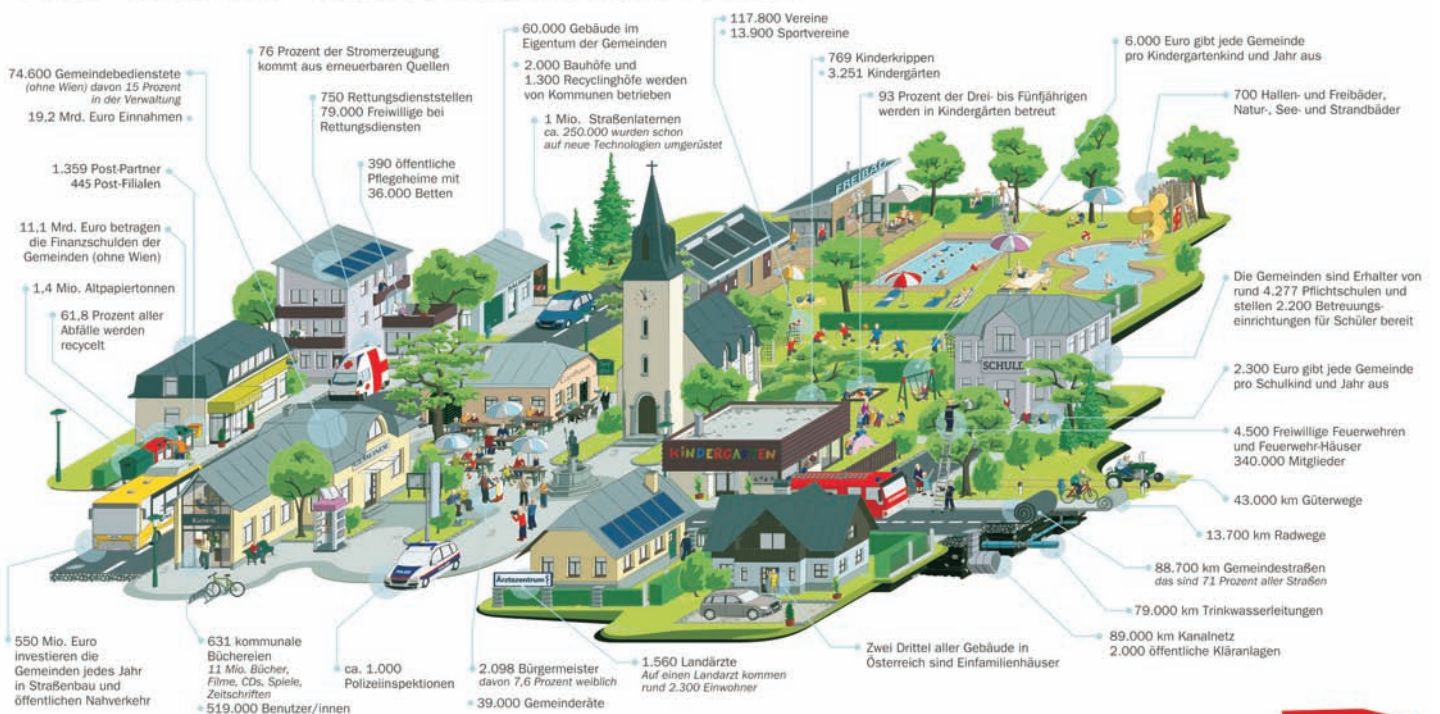 117.800 Vereine
13.900 Sportvereine
60.000 Gebäude im
Eigentum der Gemeinden
2.000 Bauhöfe und
1.300 Recyclinghöfe werden
von Kommunen betrieben
76 Prozent der Stromerzeugung
kommt aus erneuerbaren Quellen
74.600 Gemeindebedienstete
(ohne Wien) davon 15 Prozent
in der Verwaltung
19,2 Mrd. Euro Einnahmen
750 Rettungsdienststellen
79.000 Freiwillige bei
Rettungsdiensten
1 Mio. Straßenlaternen
ca. 250.000 wurden schon
auf neue Technologien umgerüstet
769 Kinderkrippen
3.251 Kindergärten
93 Prozent der Drei- bis Fünfjährigen
werden in Kindergärten betreut
6.000 Euro gibt jede Gemeinde
pro Kindergartenkind und Jahr aus
700 Hallen- und Freibäder,
Natur-, See- und Strandbäder
1.359 Post-Partner
445 Post-Filialen
390 öffentliche
Pflegeheime mit
36.000 Betten
FREIBAD
11,1 Mrd. Euro betragen
die Finanzschulden der
Gemeinden (ohne Wien)
1,4 Mio. Altpapiertonnen
61,8 Prozent aller
Abfälle werden
recycelt
Die Gemeinden sind Erhalter von
rund 4.277 Pflichtschulen und
stellen 2.200 Betreuungs-
einrichtungen für Schüler bereit
SCHULE
2.300 Euro gibt jede Gemeinde
pro Schulkind und Jahr aus
KINDERGARTEN
4.500 Freiwillige Feuerwehren
und Feuerwehr-Häuser
340.000 Mitglieder
43.000 km Güterwege
13.700 km Radwege
88.700 km Gemeindestraßen
das sind 71 Prozent aller Straßen
79.000 km Trinkwasserleitungen
89.000 km Kanalnetz
2.000 öffentliche Kläranlagen
Ärztezentrum
550 Mio. Euro
investieren die
Gemeinden jedes Jahr
in Straßenbau und
öffentlichen Nahverkehr
631 kommunale
Büchereien
11 Mio. Bücher,
Filme, CDs, Spiele,
Zeitschriften
519.000 Benutzer/innen
ca. 1.000
Polizeiinspektionen
2.098 Bürgermeister
davon 7,6 Prozent weiblich
39.000 Gemeinderäte
1.560 Landärzte
Auf einen Landarzt kommen
rund 2.300 Einwohner
Zwei Drittel aller Gebäude in
Österreich sind Einfamilienhäuser